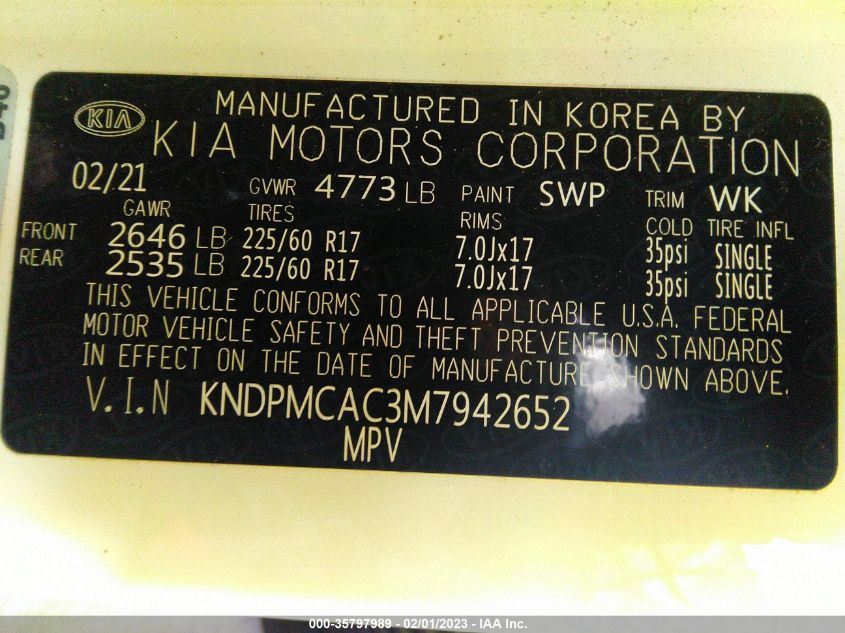 KIA
MANUFACTURED IN KOREA BY
KIA MOTORS CORPORATION
02/21 GVWR 4773 LB PAINT SWP TRIM WK
GAWR TIRES RIMS COLD TIRE INFL
FRONT 2646 LB 225/60 R17 7.0Jx17 35psi SINGLE
REAR 2535 LB 225/60 R17 7.0Jx17 35psi SINGLE
THIS VEHICLE CONFORMS TO ALL APPLICABLE U.S.A. FEDERAL
MOTOR VEHICLE SAFETY AND THEFT PREVENTION STANDARDS
IN EFFECT ON THE DATE OF MANUFACTURE SHOWN ABOVE.
V.I.N KNDPMCAC3M7942652
MPV
000-35797989 — 02/01/2023 — IAA Inc.